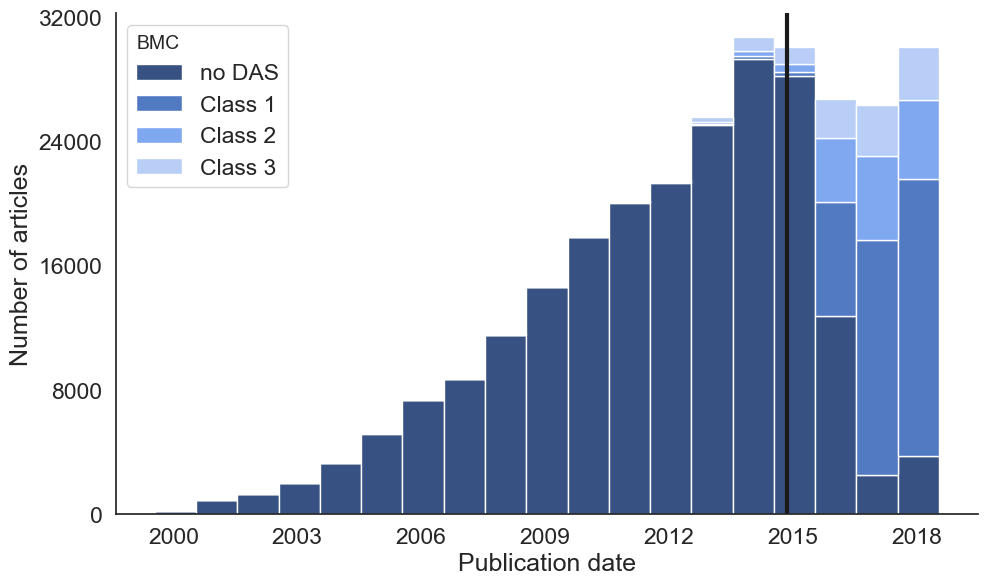 32000
24000
16000
8000
0
Number of articles
BMC
no DAS
Class 1
Class 2
Class 3
2000 2003 2006 2009 2012 2015 2018
Publication date